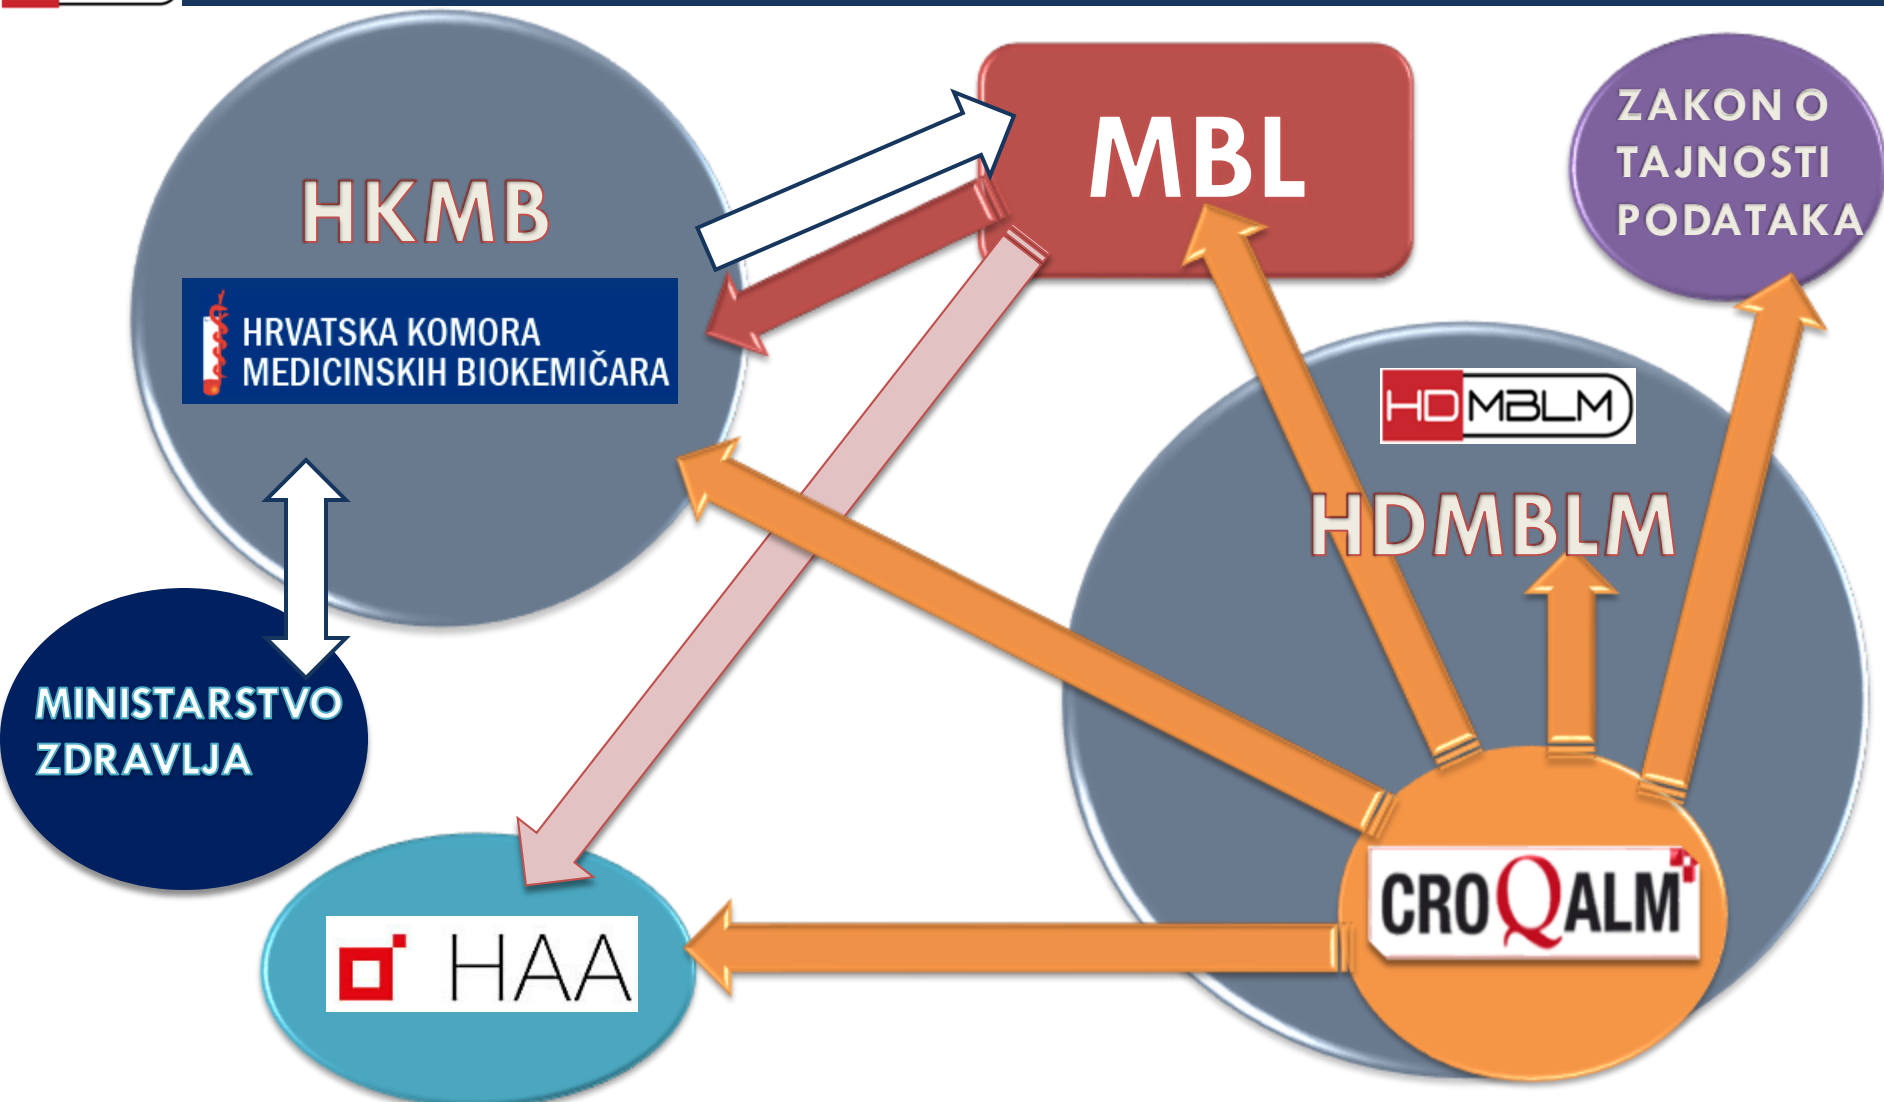 HKMB
HRVATSKA KOMORA
MEDICINSKIH BIOKEMIČARA
MBL
ZAKON O
TAJNOSTI
PODATAKA
HDMBLM
HDMBLM
MINISTARSTVO
ZDRAVLJA
HAA
CROQALM